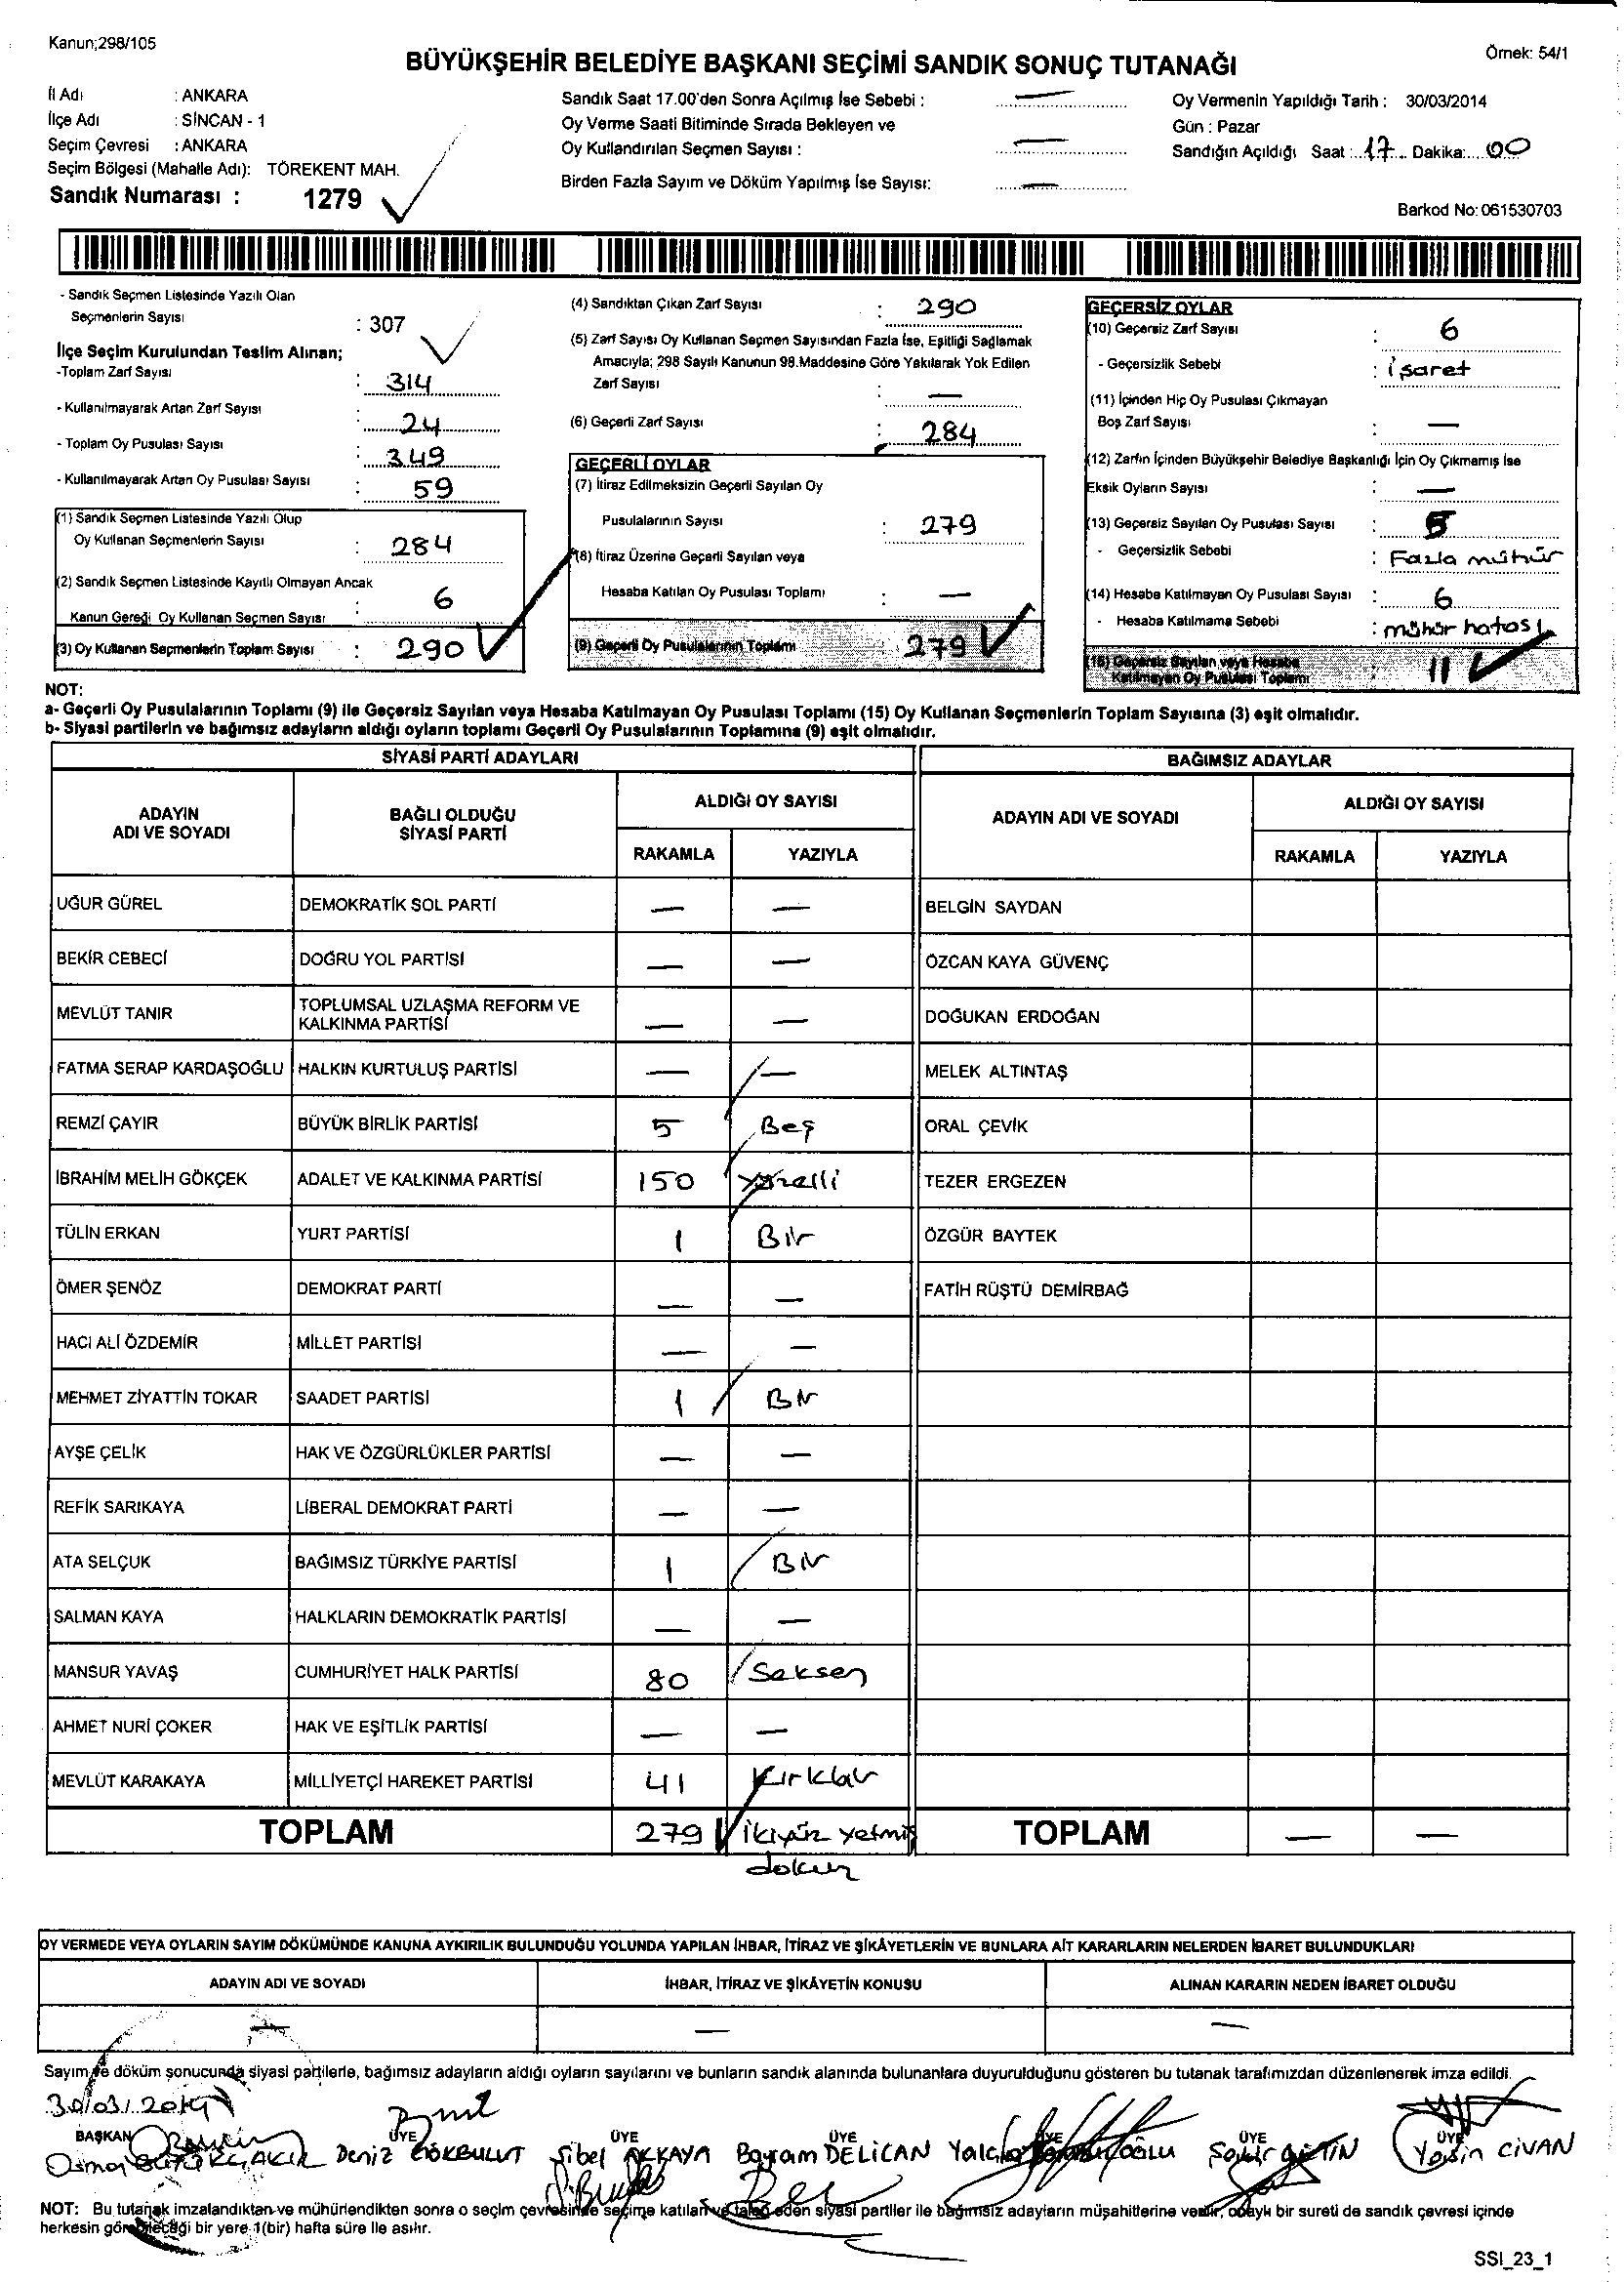 Kanun;298/105
Örnek: 54/1
BÜYÜKŞEHİR BELEDİYE BAŞKANI SEÇİMİ SANDIK SONUÇ TUTANAĞI
İl Adı : ANKARA
İlçe Adı : SİNCAN - 1
Seçim Çevresi : ANKARA
Seçim Bölgesi (Mahalle Adı): TÖREKENT MAH.
Sandık Numarası : 1279
Sandık Saat 17.00'den Sonra Açılmış İse Sebebi : —
Oy Verme Saati Bitiminde Sırada Bekleyen ve
Oy Kullandırılan Seçmen Sayısı : —
Birden Fazla Sayım ve Döküm Yapılmış İse Sayısı: —
Oy Vermenin Yapıldığı Tarih : 30/03/2014
Gün : Pazar
Sandığın Açıldığı Saat : 17 Dakika: 00
Barkod No: 061530703
- Sandık Seçmen Listesinde Yazılı Olan
Seçmenlerin Sayısı : 307
İlçe Seçim Kurulundan Teslim Alınan;
-Toplam Zarf Sayısı : 314
- Kullanılmayarak Artan Zarf Sayısı : 24
- Toplam Oy Pusulası Sayısı : 349
- Kullanılmayarak Artan Oy Pusulası Sayısı : 59
(1) Sandık Seçmen Listesinde Yazılı Olup
Oy Kullanan Seçmenlerin Sayısı : 284
(2) Sandık Seçmen Listesinde Kayıtlı Olmayan Ancak
Kanun Gereği Oy Kullanan Seçmen Sayısı : 6
(3) Oy Kullanan Seçmenlerin Toplam Sayısı : 290
(4) Sandıktan Çıkan Zarf Sayısı : 290
(5) Zarf Sayısı Oy Kullanan Seçmen Sayısından Fazla İse, Eşitliği Sağlamak
Amacıyla; 298 Sayılı Kanunun 98.Maddesine Göre Yakılarak Yok Edilen
Zarf Sayısı : —
(6) Geçerli Zarf Sayısı : 284
GEÇERLİ OYLAR
(7) İtiraz Edilmeksizin Geçerli Sayılan Oy
Pusulalarının Sayısı : 279
(8) İtiraz Üzerine Geçerli Sayılan veya
Hesaba Katılan Oy Pusulası Toplamı : —
(9) Geçerli Oy Pusulalarının Toplamı 279
GEÇERSİZ OYLAR
(10) Geçersiz Zarf Sayısı : 6
- Geçersizlik Sebebi : işaret
(11) İçinden Hiç Oy Pusulası Çıkmayan
Boş Zarf Sayısı : —
(12) Zarfın İçinden Büyükşehir Belediye Başkanlığı İçin Oy Çıkmamış İse
Eksik Oyların Sayısı : —
(13) Geçersiz Sayılan Oy Pusulası Sayısı : 5
- Geçersizlik Sebebi : Fazla mühür
(14) Hesaba Katılmayan Oy Pusulası Sayısı : 6
- Hesaba Katılmama Sebebi : mühür hatası
(15) Geçersiz Sayılan veya Hesaba
Katılmayan Oy Pusulası Toplamı : 11
NOT:
a- Geçerli Oy Pusulalarının Toplamı (9) ile Geçersiz Sayılan veya Hesaba Katılmayan Oy Pusulası Toplamı (15) Oy Kullanan Seçmenlerin Toplam Sayısına (3) eşit olmalıdır.
b- Siyasi partilerin ve bağımsız adayların aldığı oyların toplamı Geçerli Oy Pusulalarının Toplamına (9) eşit olmalıdır.
SİYASİ PARTİ ADAYLARI
ADAYIN ADI VE SOYADI BAĞLI OLDUĞU SİYASİ PARTİ ALDIĞI OY SAYISI
RAKAMLA YAZIYLA
UĞUR GÜREL DEMOKRATİK SOL PARTİ — —
BEKİR CEBECİ DOĞRU YOL PARTİSİ — —
MEVLÜT TANIR TOPLUMSAL UZLAŞMA REFORM VE KALKINMA PARTİSİ — —
FATMA SERAP KARDAŞOĞLU HALKIN KURTULUŞ PARTİSİ — —
REMZİ ÇAYIR BÜYÜK BİRLİK PARTİSİ 5 Beş
İBRAHİM MELİH GÖKÇEK ADALET VE KALKINMA PARTİSİ 150 yüzelli
TÜLİN ERKAN YURT PARTİSİ 1 Bir
ÖMER ŞENÖZ DEMOKRAT PARTİ — —
HACI ALİ ÖZDEMİR MİLLET PARTİSİ — —
MEHMET ZİYATTİN TOKAR SAADET PARTİSİ 1 Bir
AYŞE ÇELİK HAK VE ÖZGÜRLÜKLER PARTİSİ — —
REFİK SARIKAYA LİBERAL DEMOKRAT PARTİ — —
ATA SELÇUK BAĞIMSIZ TÜRKİYE PARTİSİ 1 Bir
SALMAN KAYA HALKLARIN DEMOKRATİK PARTİSİ — —
MANSUR YAVAŞ CUMHURİYET HALK PARTİSİ 80 Seksen
AHMET NURİ ÇOKER HAK VE EŞİTLİK PARTİSİ — —
MEVLÜT KARAKAYA MİLLİYETÇİ HAREKET PARTİSİ 41 Kırkbir
TOPLAM 279 ikiyüz yetmiş
dokuz
BAĞIMSIZ ADAYLAR
ADAYIN ADI VE SOYADI ALDIĞI OY SAYISI
RAKAMLA YAZIYLA
BELGİN SAYDAN
ÖZCAN KAYA GÜVENÇ
DOĞUKAN ERDOĞAN
MELEK ALTINTAŞ
ORAL ÇEVİK
TEZER ERGEZEN
ÖZGÜR BAYTEK
FATİH RÜŞTÜ DEMİRBAĞ
TOPLAM — —
OY VERMEDE VEYA OYLARIN SAYIM DÖKÜMÜNDE KANUNA AYKIRILIK BULUNDUĞU YOLUNDA YAPILAN İHBAR, İTİRAZ VE ŞİKÂYETLERİN VE BUNLARA AİT KARARLARIN NELERDEN İBARET BULUNDUKLARI
ADAYIN ADI VE SOYADI İHBAR, İTİRAZ VE ŞİKÂYETİN KONUSU ALINAN KARARIN NEDEN İBARET OLDUĞU
— — —
Sayım ve döküm sonucunda siyasi partilerle, bağımsız adayların aldığı oyların sayılarını ve bunların sandık alanında bulunanlara duyurulduğunu gösteren bu tutanak tarafımızdan düzenlenerek imza edildi.
30/03/2014
BAŞKAN ÜYE ÜYE ÜYE ÜYE ÜYE ÜYE
Deniz GÖKBULUT Sibel AKKAYA Bayram DELİCAN Yalçın Yasin CİVAN
NOT: Bu tutanak imzalandıktan ve mühürlendikten sonra o seçim çevresinde seçime katılan ve talep eden siyasi partiler ile bağımsız adayların müşahitlerine verilir, onaylı bir sureti de sandık çevresi içinde
herkesin görebileceği bir yere 1(bir) hafta süre ile asılır.
SSI_23_1